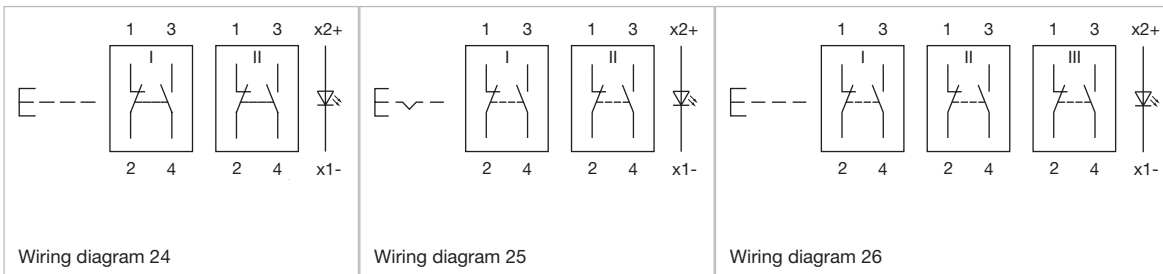 1 3 1 3 x2+
I II
2 4 2 4 x1-
Wiring diagram 24
1 3 1 3 x2+
I II
2 4 2 4 x1-
Wiring diagram 25
1 3 1 3 1 3 x2+
I II III
2 4 2 4 2 4 x1-
Wiring diagram 26